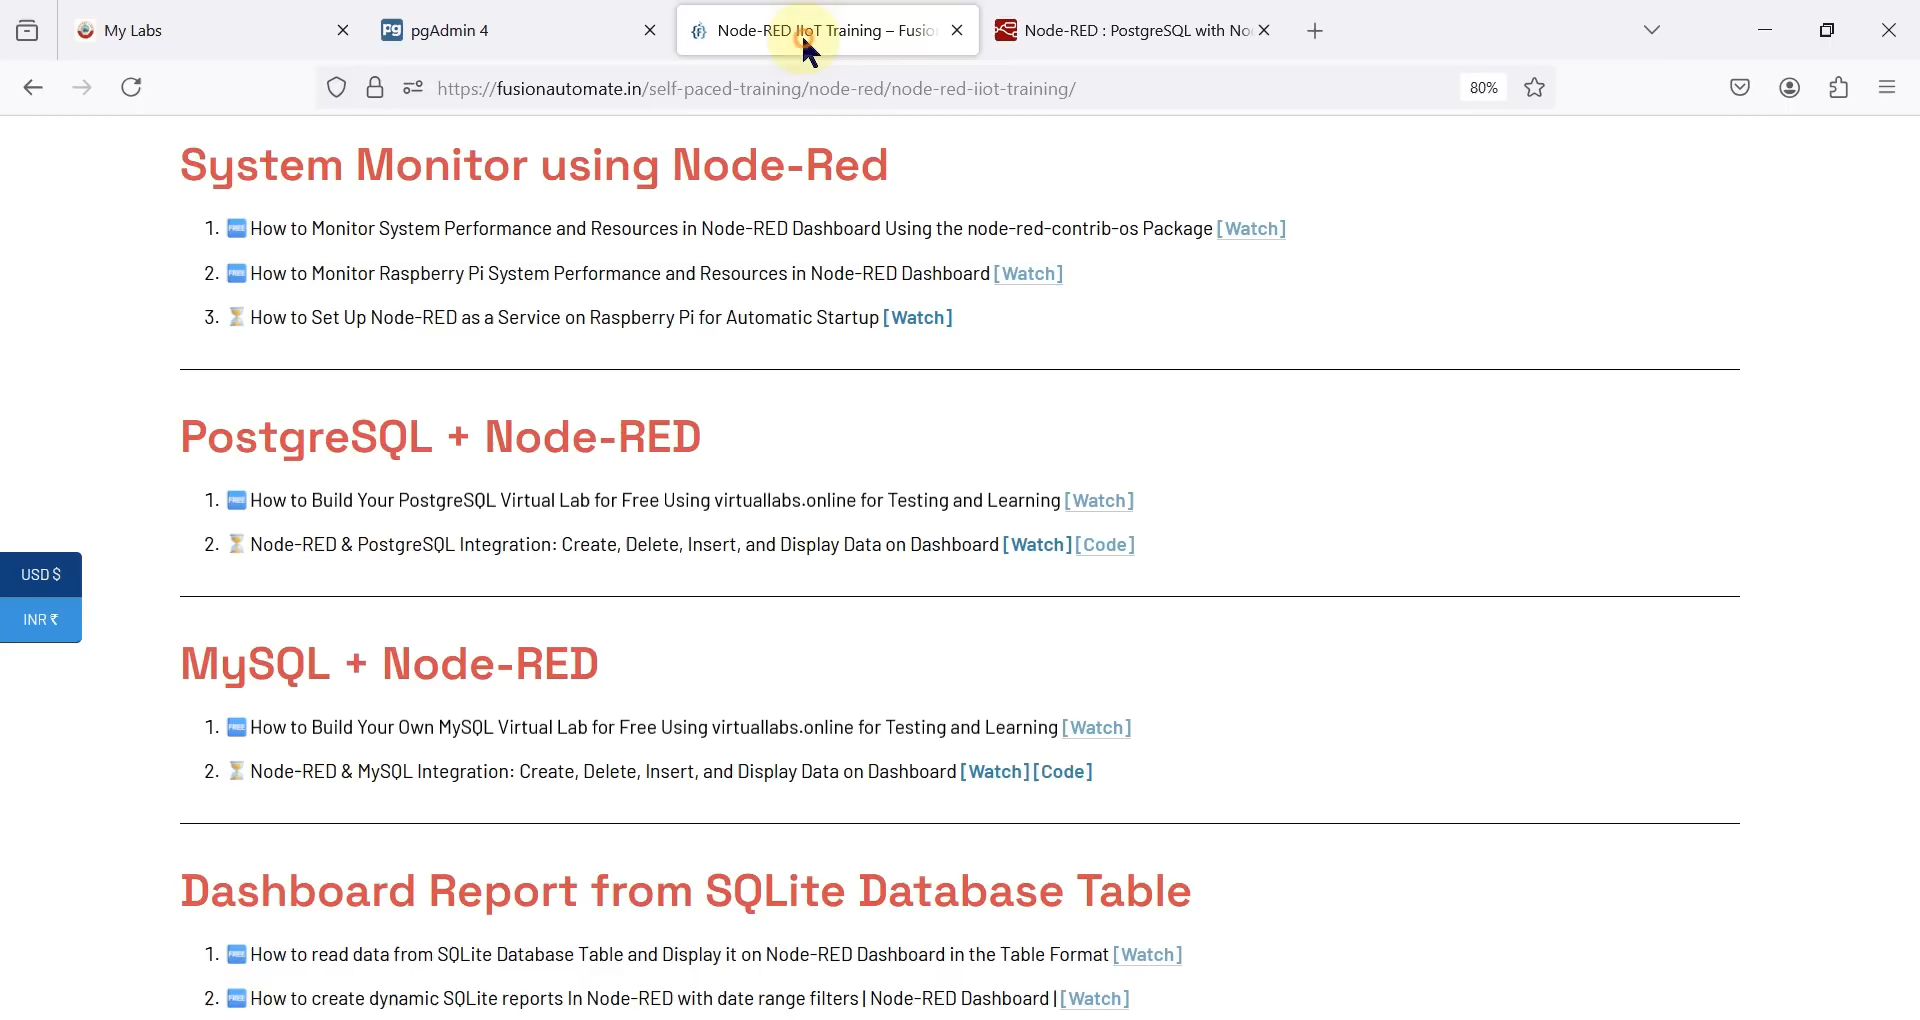 My Labs
pgAdmin 4
Node-RED IIoT Training – Fusio
Node-RED : PostgreSQL with No
https://fusionautomate.in/self-paced-training/node-red/node-red-iiot-training/
80%
System Monitor using Node-Red
1. FREE How to Monitor System Performance and Resources in Node-RED Dashboard Using the node-red-contrib-os Package [Watch]
2. FREE How to Monitor Raspberry Pi System Performance and Resources in Node-RED Dashboard [Watch]
3. How to Set Up Node-RED as a Service on Raspberry Pi for Automatic Startup [Watch]
PostgreSQL + Node-RED
1. FREE How to Build Your PostgreSQL Virtual Lab for Free Using virtuallabs.online for Testing and Learning [Watch]
2. Node-RED & PostgreSQL Integration: Create, Delete, Insert, and Display Data on Dashboard [Watch][Code]
USD $
INR ₹
MySQL + Node-RED
1. FREE How to Build Your Own MySQL Virtual Lab for Free Using virtuallabs.online for Testing and Learning [Watch]
2. Node-RED & MySQL Integration: Create, Delete, Insert, and Display Data on Dashboard [Watch][Code]
Dashboard Report from SQLite Database Table
1. FREE How to read data from SQLite Database Table and Display it on Node-RED Dashboard in the Table Format [Watch]
2. FREE How to create dynamic SQLite reports In Node-RED with date range filters | Node-RED Dashboard | [Watch]